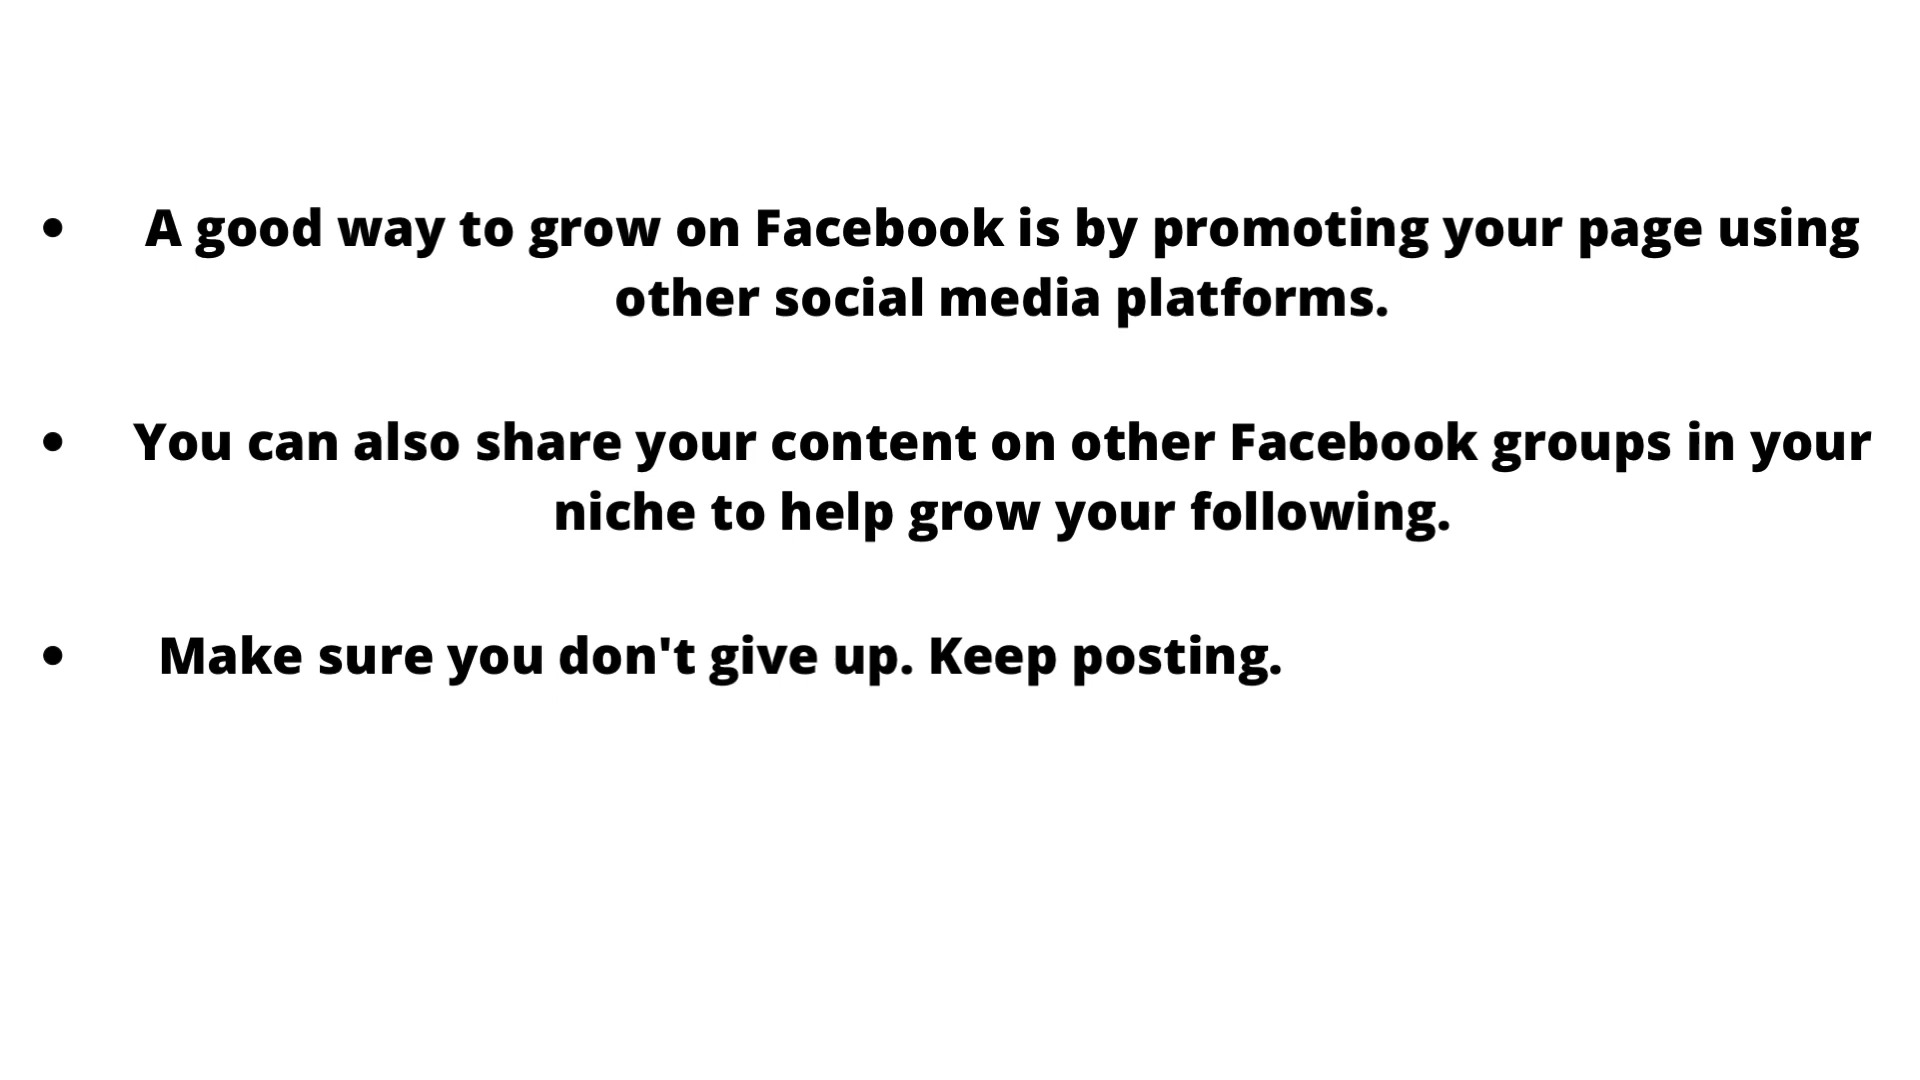 • A good way to grow on Facebook is by promoting your page using
other social media platforms.
• You can also share your content on other Facebook groups in your
niche to help grow your following.
• Make sure you don't give up. Keep posting.